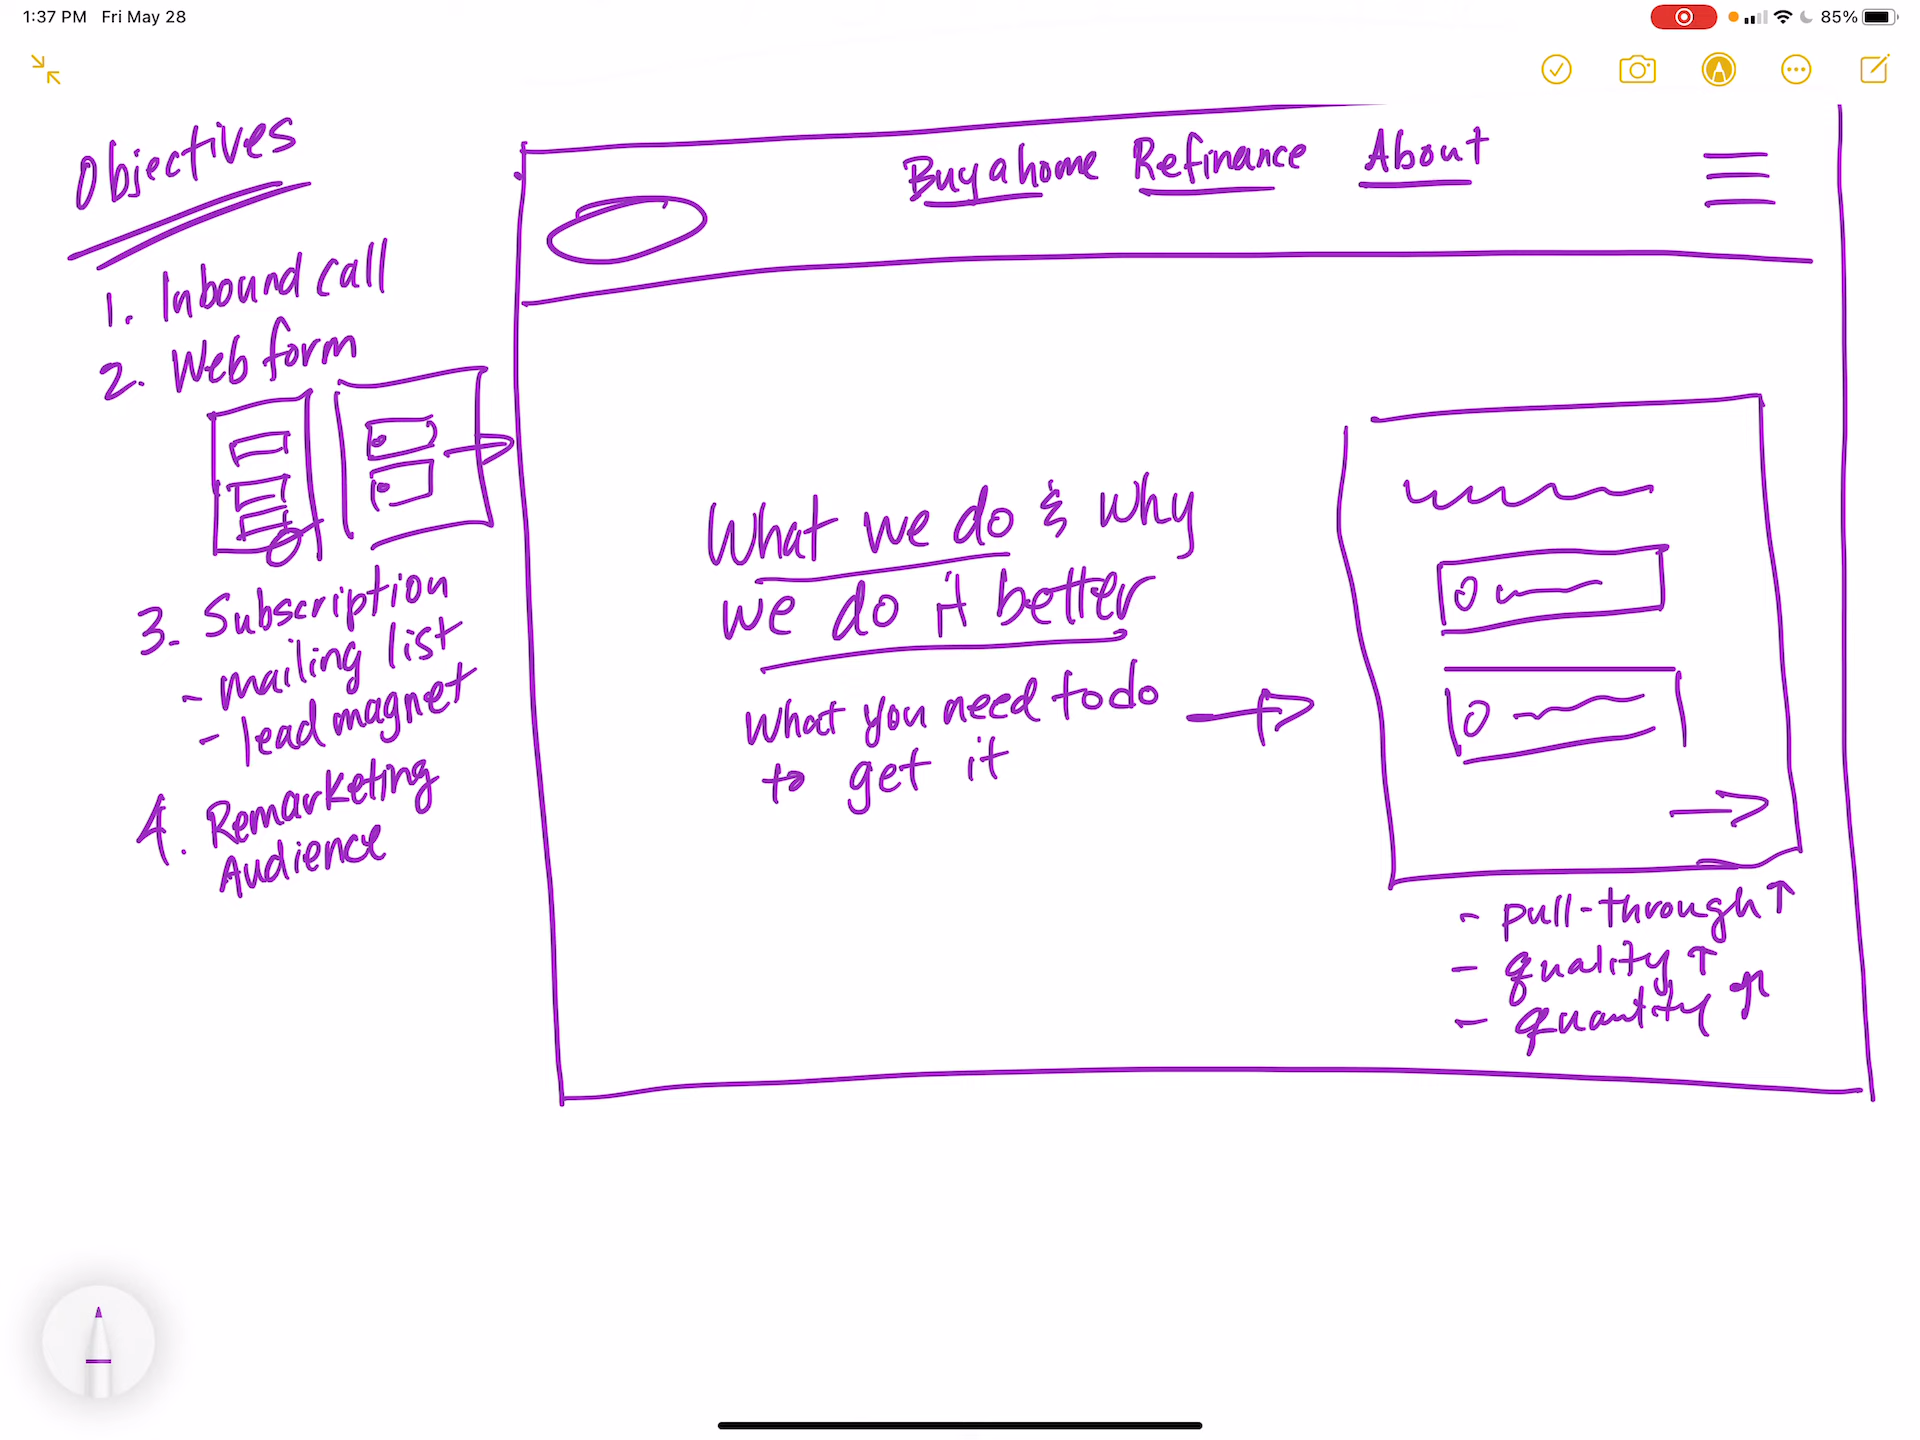 1:37 PM Fri May 28
85%
Objectives
1. Inbound call
2. Web form
3. Subscription
- mailing list
- lead magnet
4. Remarketing
Audience
Buy a home Refinance About
What we do & why
we do it better
What you need to do
to get it
- pull-through ↑
- quality ↑
- quantity ↑